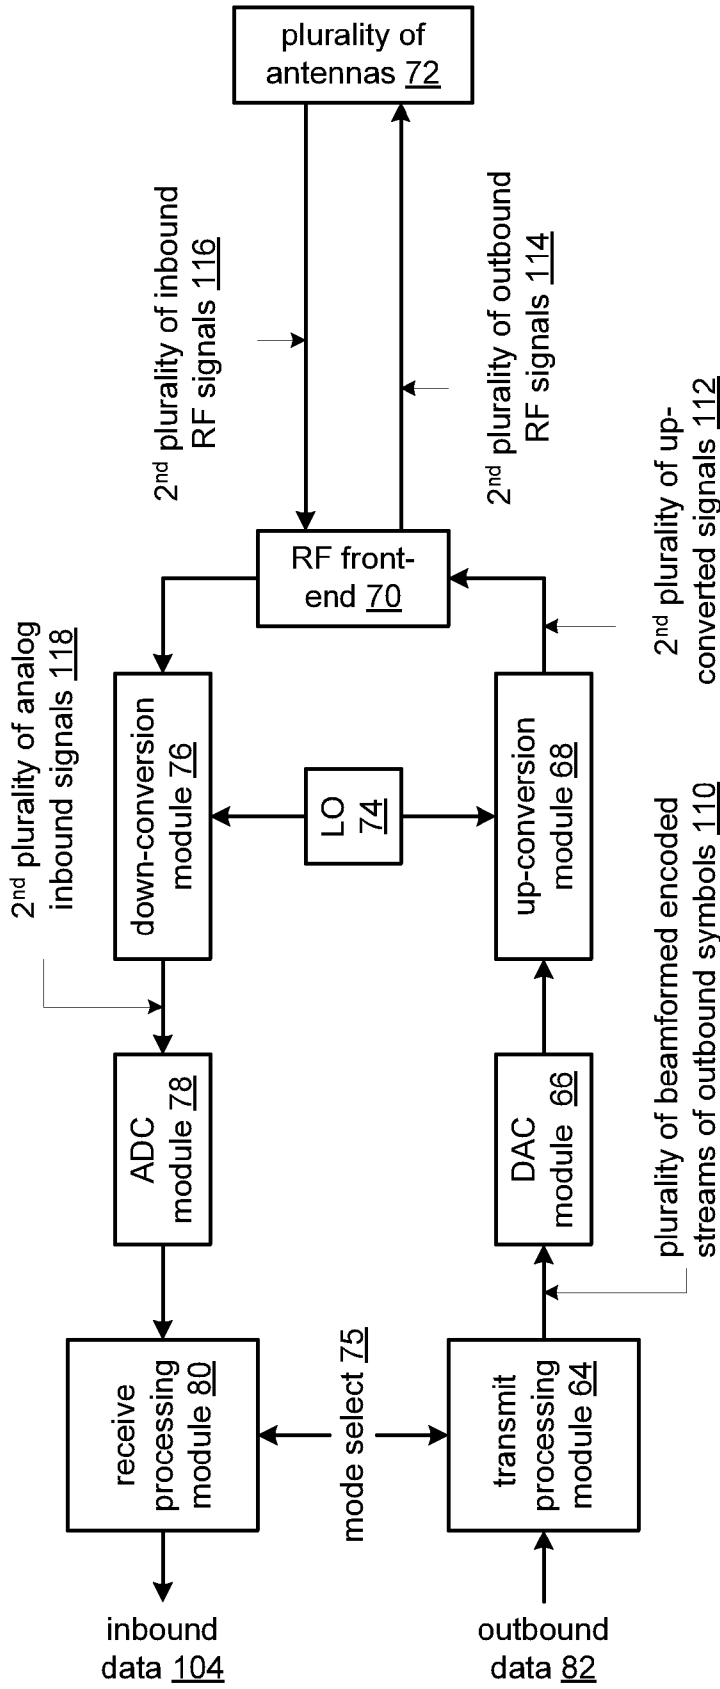 inbound
data 104
receive
processing
module 80
ADC
module 78
2nd plurality of analog
inbound signals 118
down-conversion
module 76
2nd plurality of inbound
RF signals 116
plurality of
antennas 72
mode select 75
LO
74
RF front-
end 70
2nd plurality of outbound
RF signals 114
outbound
data 82
transmit
processing
module 64
DAC
module 66
up-conversion
module 68
plurality of beamformed encoded
streams of outbound symbols 110
2nd plurality of up-
converted signals 112